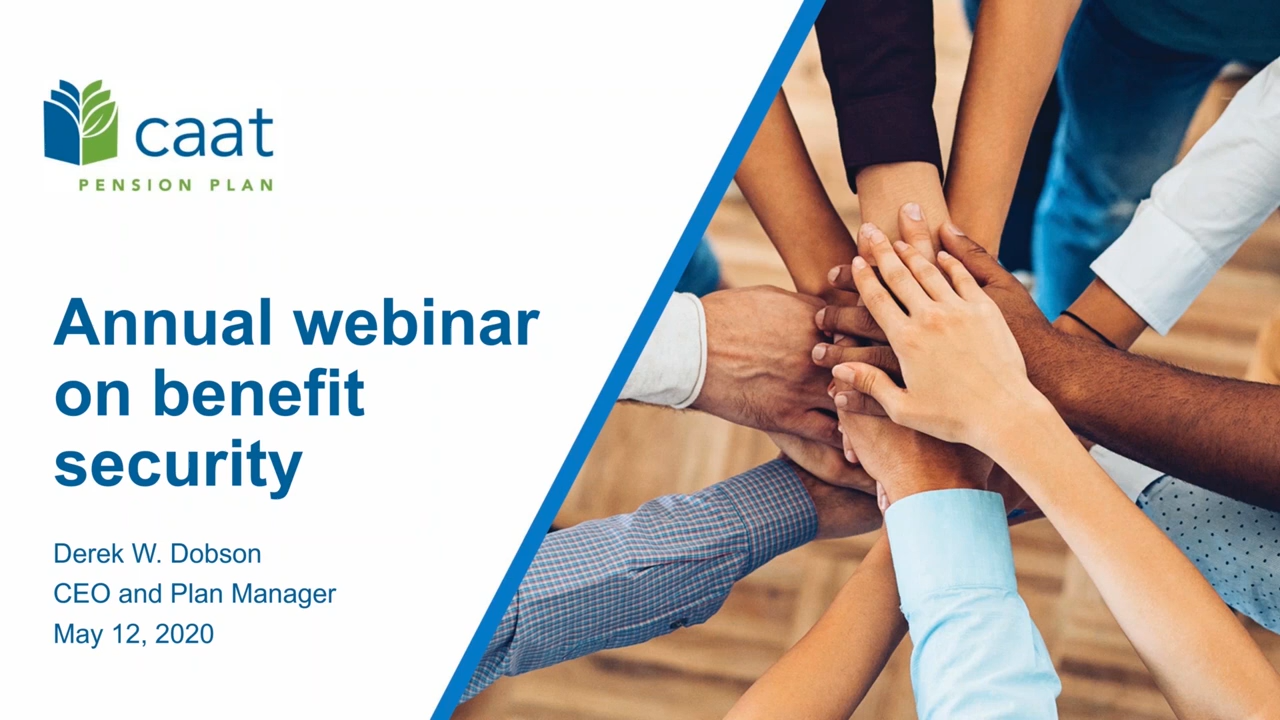 caat
PENSION PLAN
Annual webinar
on benefit
security
Derek W. Dobson
CEO and Plan Manager
May 12, 2020